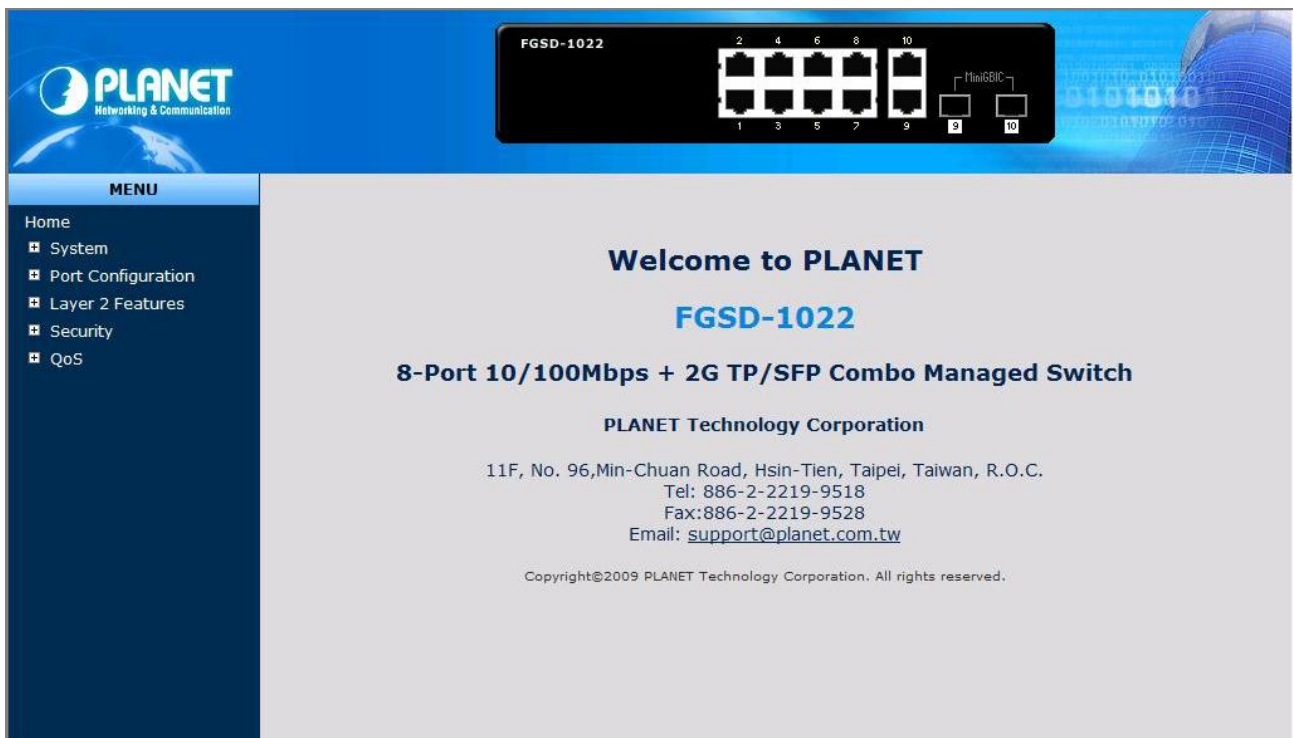 PLANET
Networking & Communication
FGSD-1022
2 4 6 8 10
MiniGBIC
1 3 5 7 9 9 10
MENU
Home
System
Port Configuration
Layer 2 Features
Security
QoS
Welcome to PLANET
FGSD-1022
8-Port 10/100Mbps + 2G TP/SFP Combo Managed Switch
PLANET Technology Corporation
11F, No. 96,Min-Chuan Road, Hsin-Tien, Taipei, Taiwan, R.O.C.
Tel: 886-2-2219-9518
Fax:886-2-2219-9528
Email: support@planet.com.tw
Copyright©2009 PLANET Technology Corporation. All rights reserved.